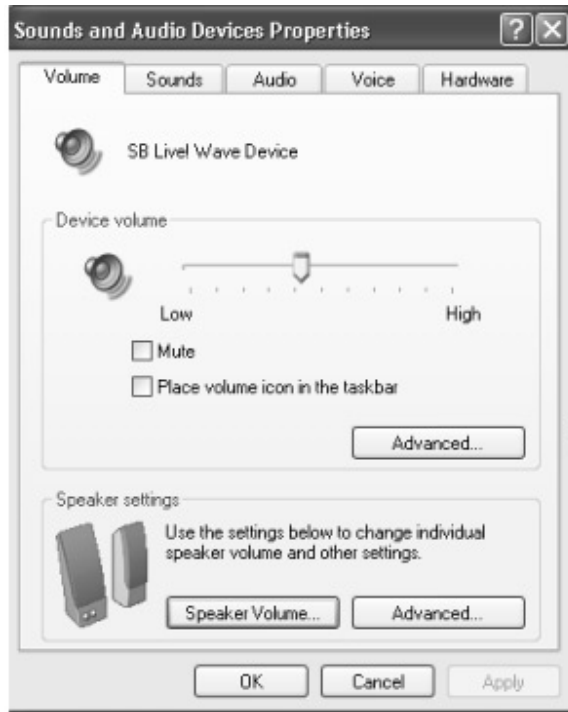 Sounds and Audio Devices Properties
Volume Sounds Audio Voice Hardware
SB Live! Wave Device
Device volume
Low High
Mute
Place volume icon in the taskbar
Advanced...
Speaker settings
Use the settings below to change individual
speaker volume and other settings.
Speaker Volume... Advanced...
OK Cancel Apply